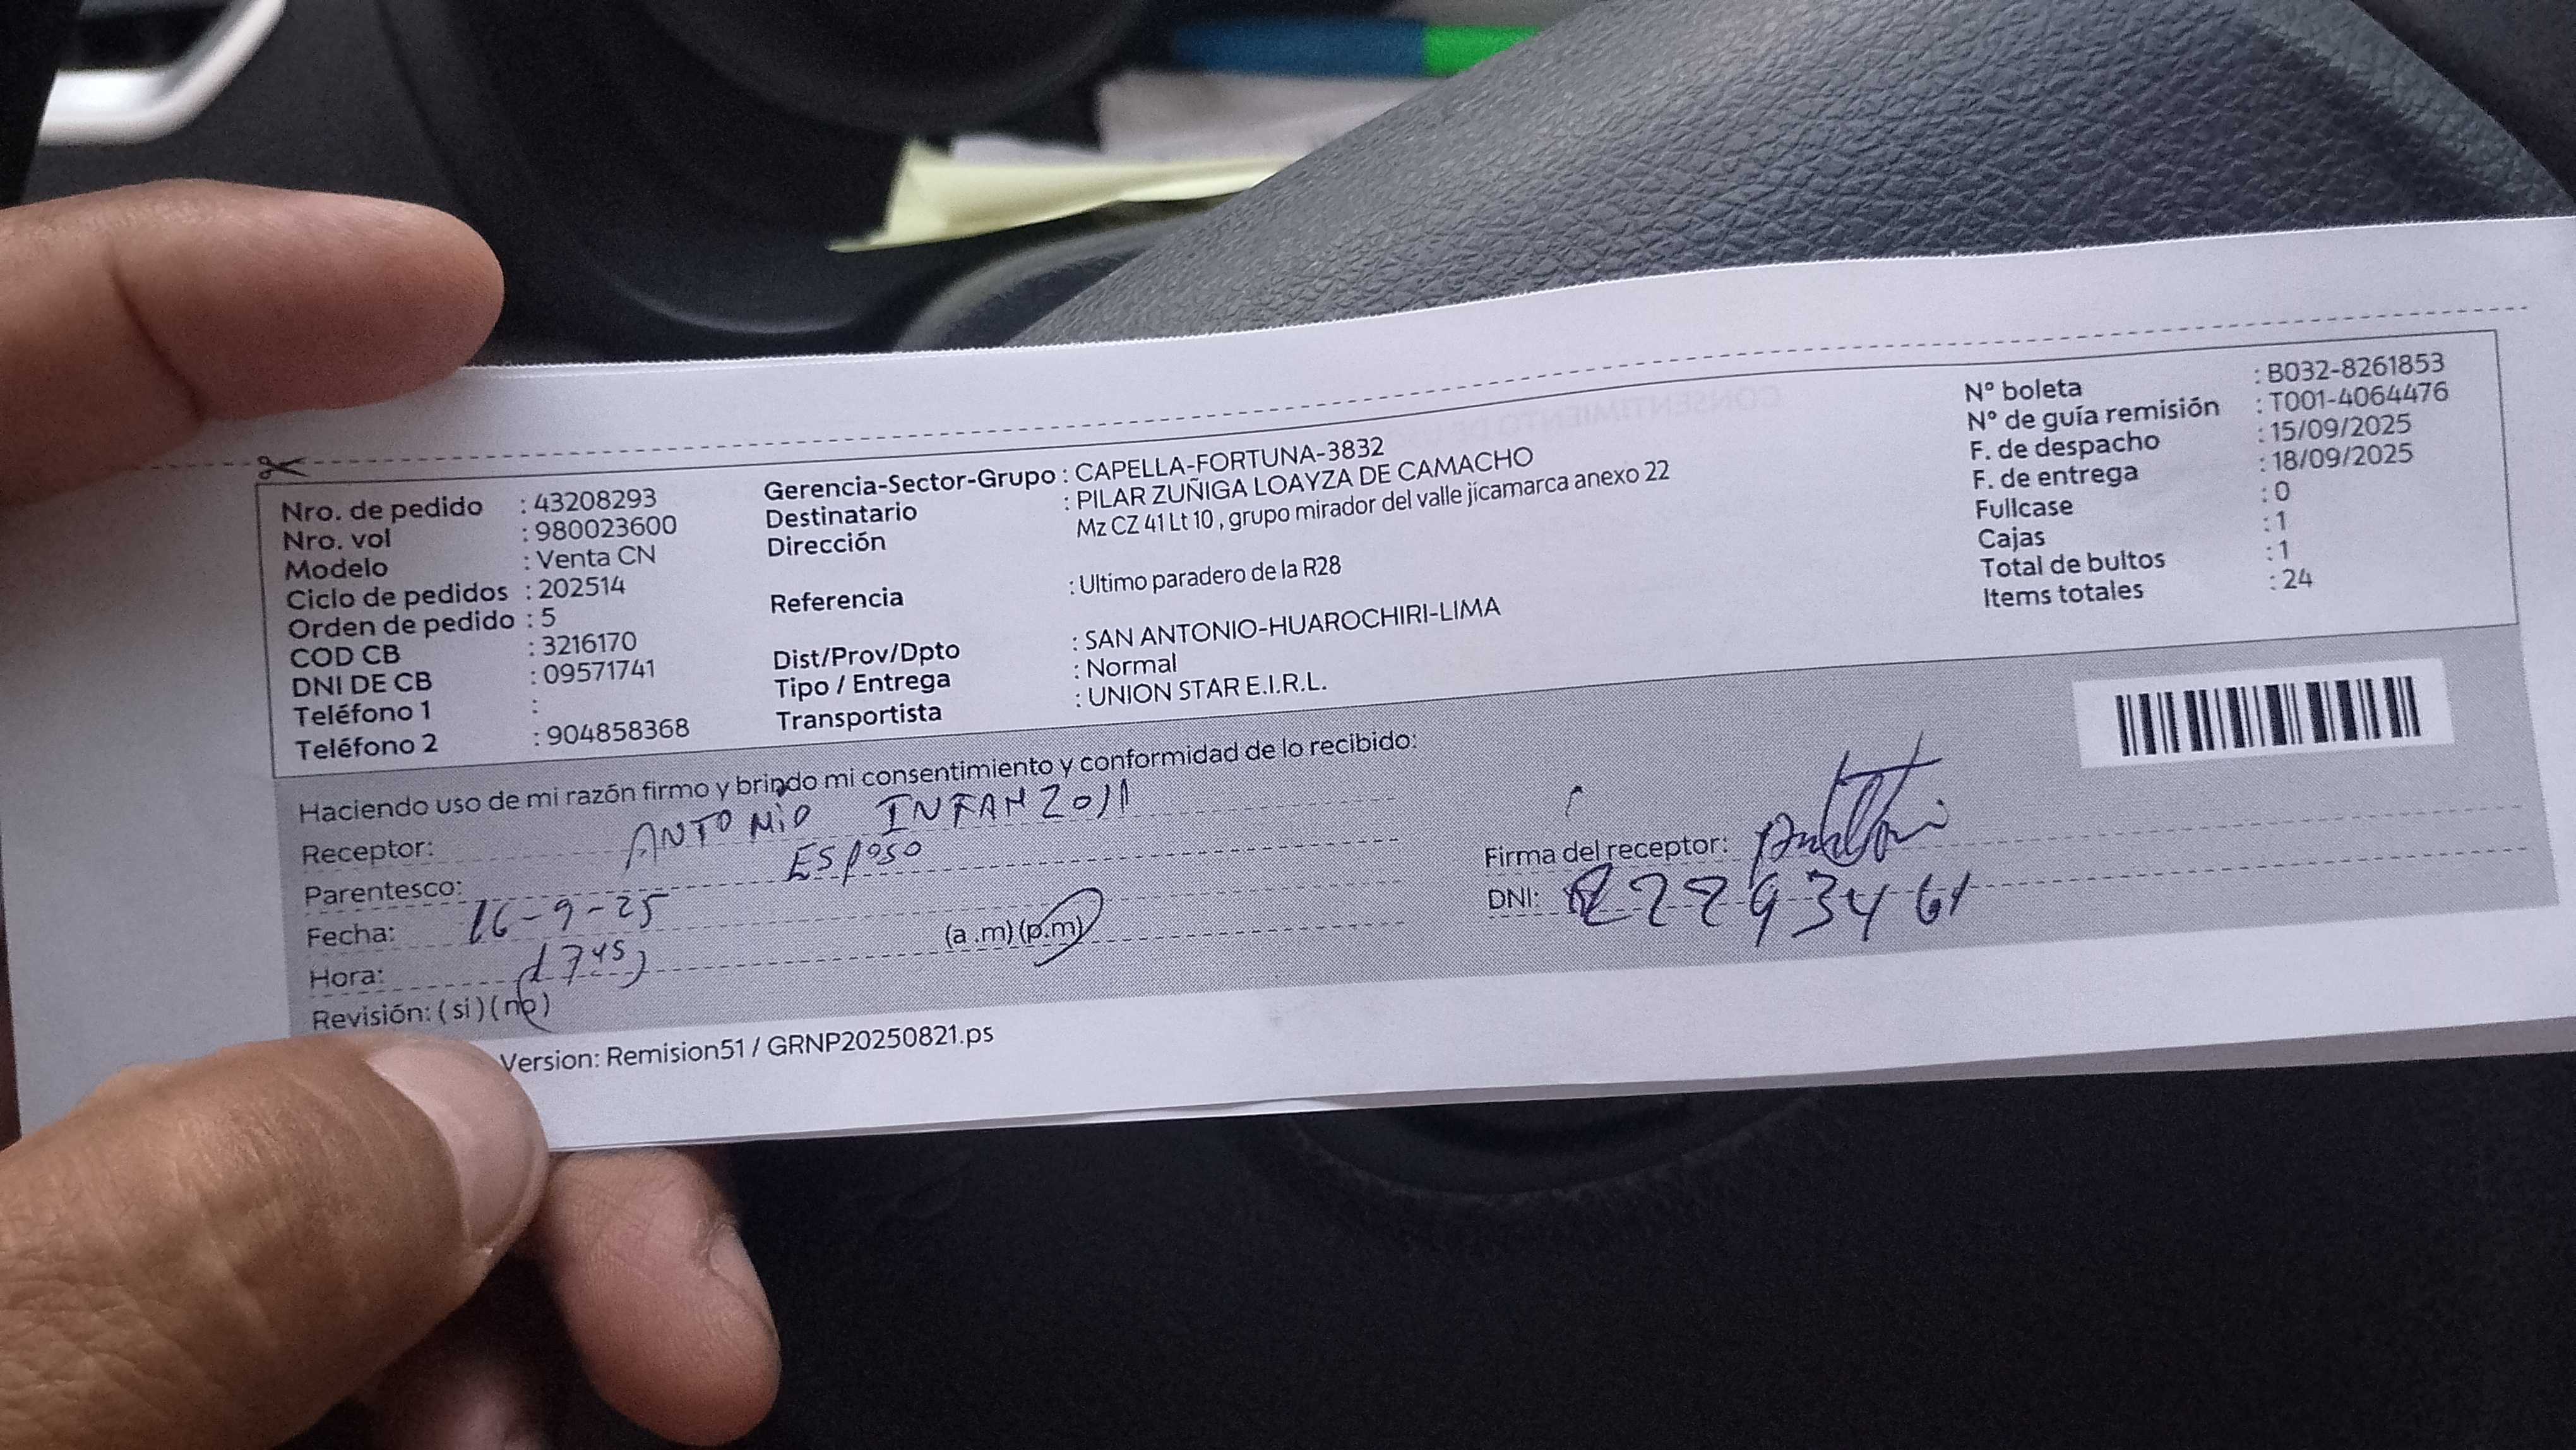 Nro. de pedido : 43208293
Nro. vol : 980023600
Modelo : Venta CN
Ciclo de pedidos : 202514
Orden de pedido : 5
COD CB : 3216170
DNI DE CB : 09571741
Teléfono 1 :
Teléfono 2 : 904858368
Gerencia-Sector-Grupo : CAPELLA-FORTUNA-3832
Destinatario : PILAR ZUÑIGA LOAYZA DE CAMACHO
Dirección Mz CZ 41 Lt 10 , grupo mirador del valle jicamarca anexo 22
Referencia : Ultimo paradero de la R28
Dist/Prov/Dpto : SAN ANTONIO-HUAROCHIRI-LIMA
Tipo / Entrega : Normal
Transportista : UNION STAR E.I.R.L.
Nº boleta : B032-8261853
Nº de guía remisión : T001-4064476
F. de despacho : 15/09/2025
F. de entrega : 18/09/2025
Fullcase : 0
Cajas : 1
Total de bultos : 1
Items totales : 24
Haciendo uso de mi razón firmo y brindo mi consentimiento y conformidad de lo recibido:
Receptor: ANTONIO
Parentesco: ESPOSO
Fecha: 16-9-25
Hora: (a .m) (p.m)
Revisión: ( si ) ( no )
Firma del receptor:
DNI:
Version: Remision51 / GRNP20250821.ps